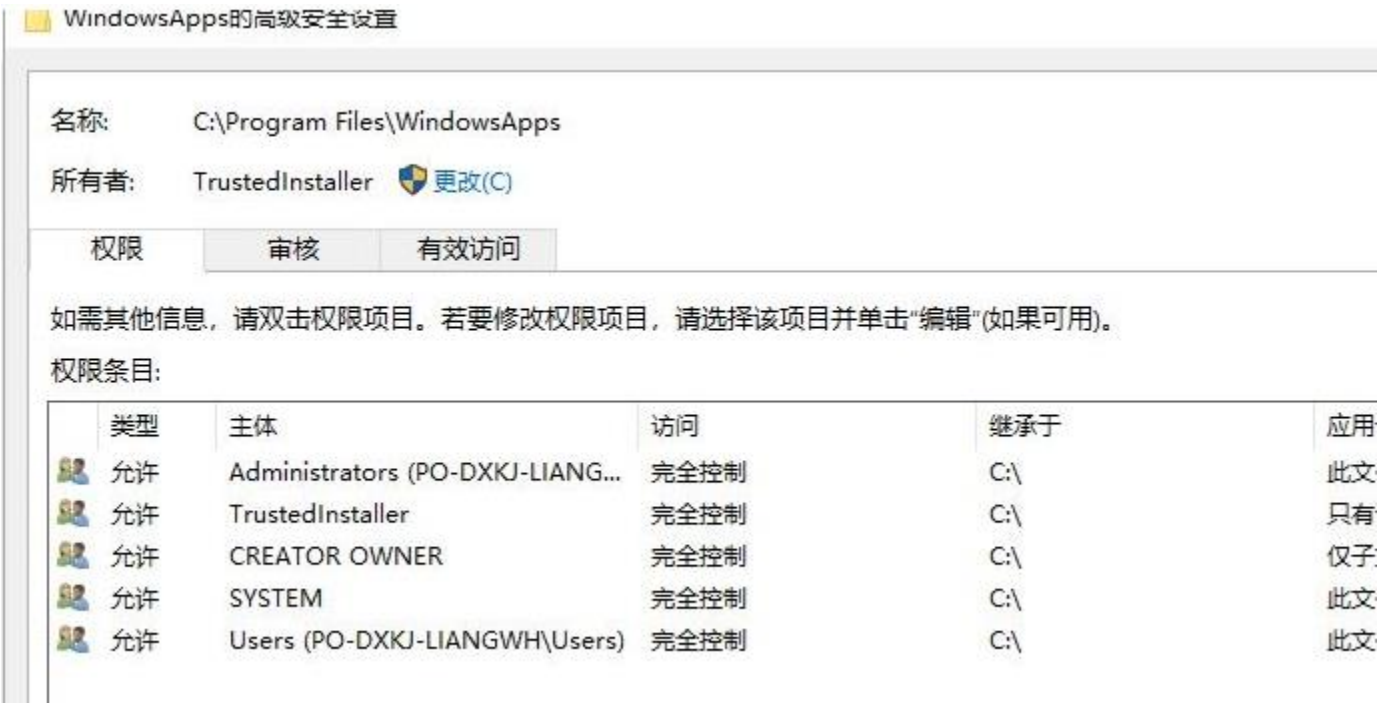 WindowsApps的高级安全设置
名称: C:\Program Files\WindowsApps
所有者: TrustedInstaller 更改(C)
权限 审核 有效访问
如需其他信息，请双击权限项目。若要修改权限项目，请选择该项目并单击“编辑”(如果可用)。
权限条目:
类型 主体 访问 继承于 应用
允许 Administrators (PO-DXKJ-LIANG... 完全控制 C:\ 此文
允许 TrustedInstaller 完全控制 C:\ 只有
允许 CREATOR OWNER 完全控制 C:\ 仅子
允许 SYSTEM 完全控制 C:\ 此文
允许 Users (PO-DXKJ-LIANGWH\Users) 完全控制 C:\ 此文